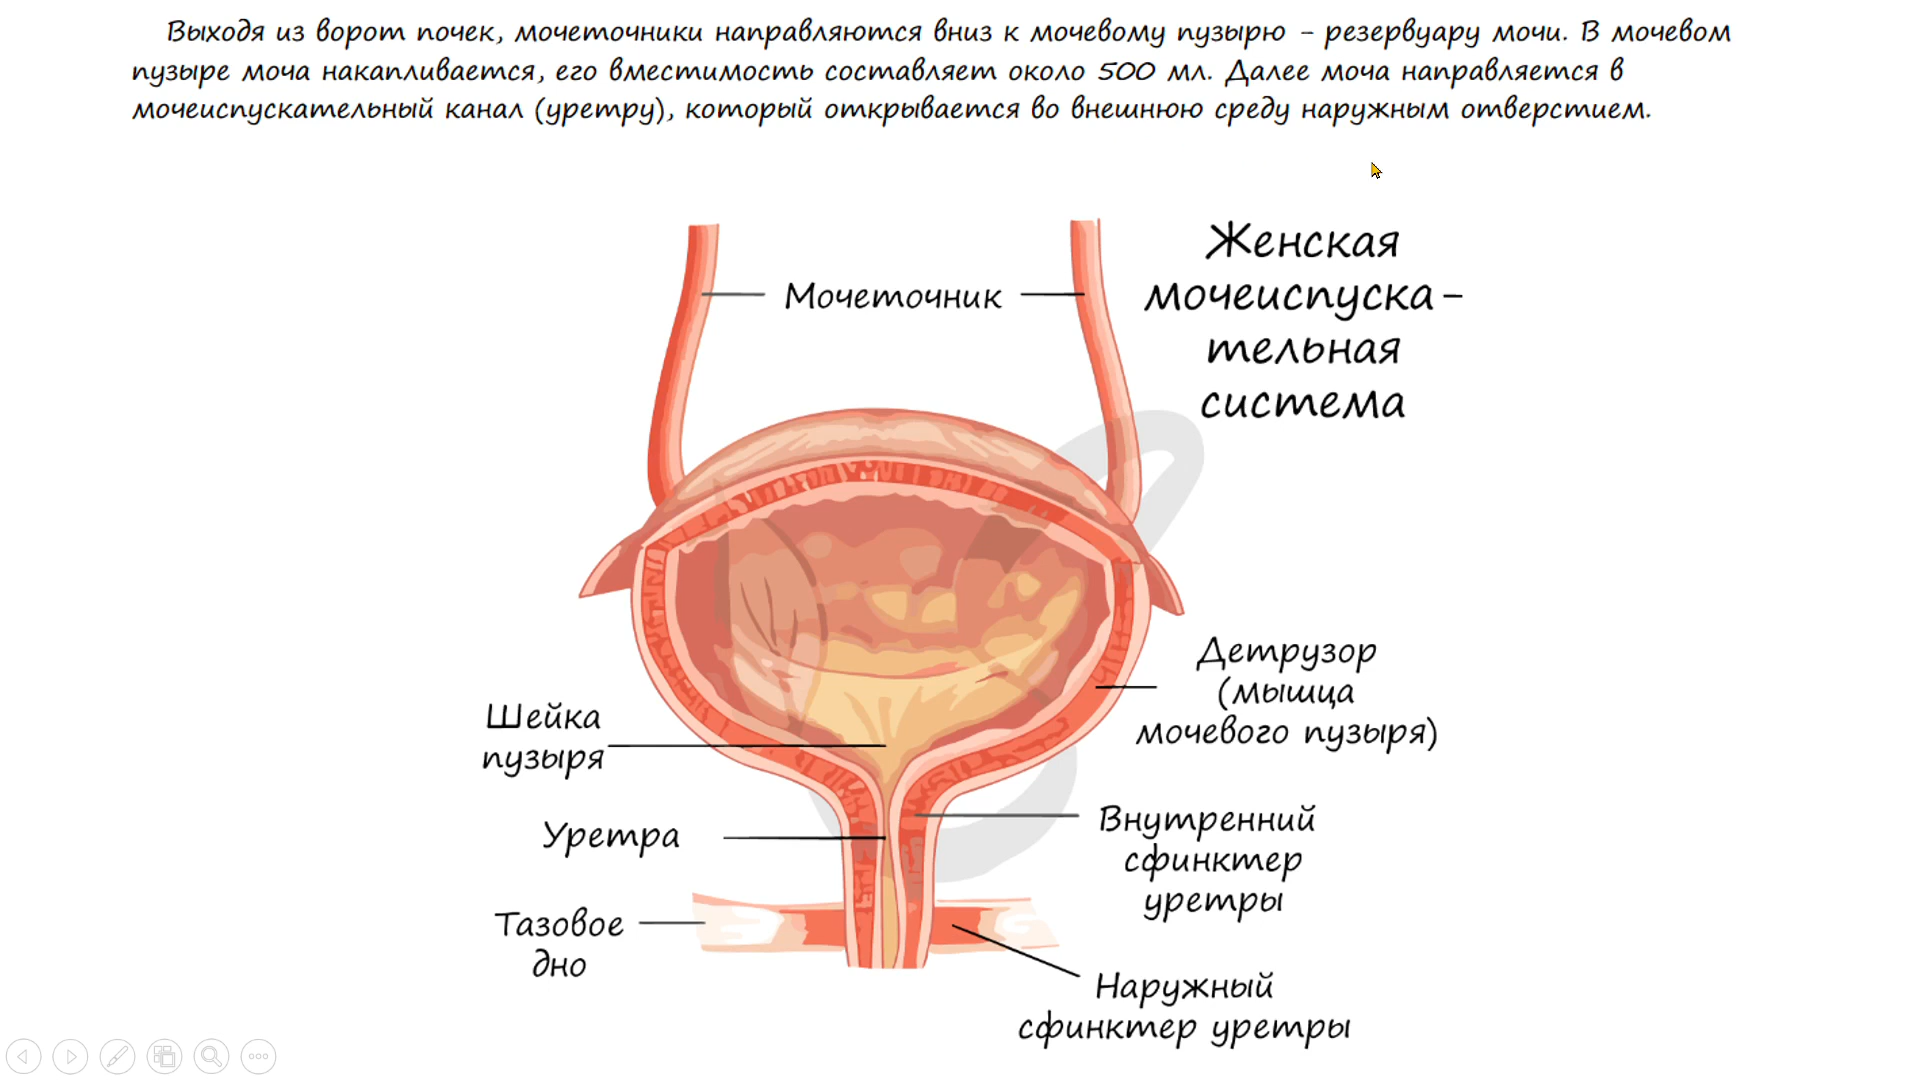 Выходя из ворот почек, мочеточники направляются вниз к мочевому пузырю - резервуару мочи. В мочевом
пузыре моча накапливается, его вместимость составляет около 500 мл. Далее моча направляется в
мочеиспускательный канал (уретру), который открывается во внешнюю среду наружным отверстием.
Женская
мочеиспуска-
тельная
система
Мочеточник
Детрузор
(мышца
мочевого пузыря)
Шейка
пузыря
Уретра
Внутренний
сфинктер
уретры
Тазовое
дно
Наружный
сфинктер уретры